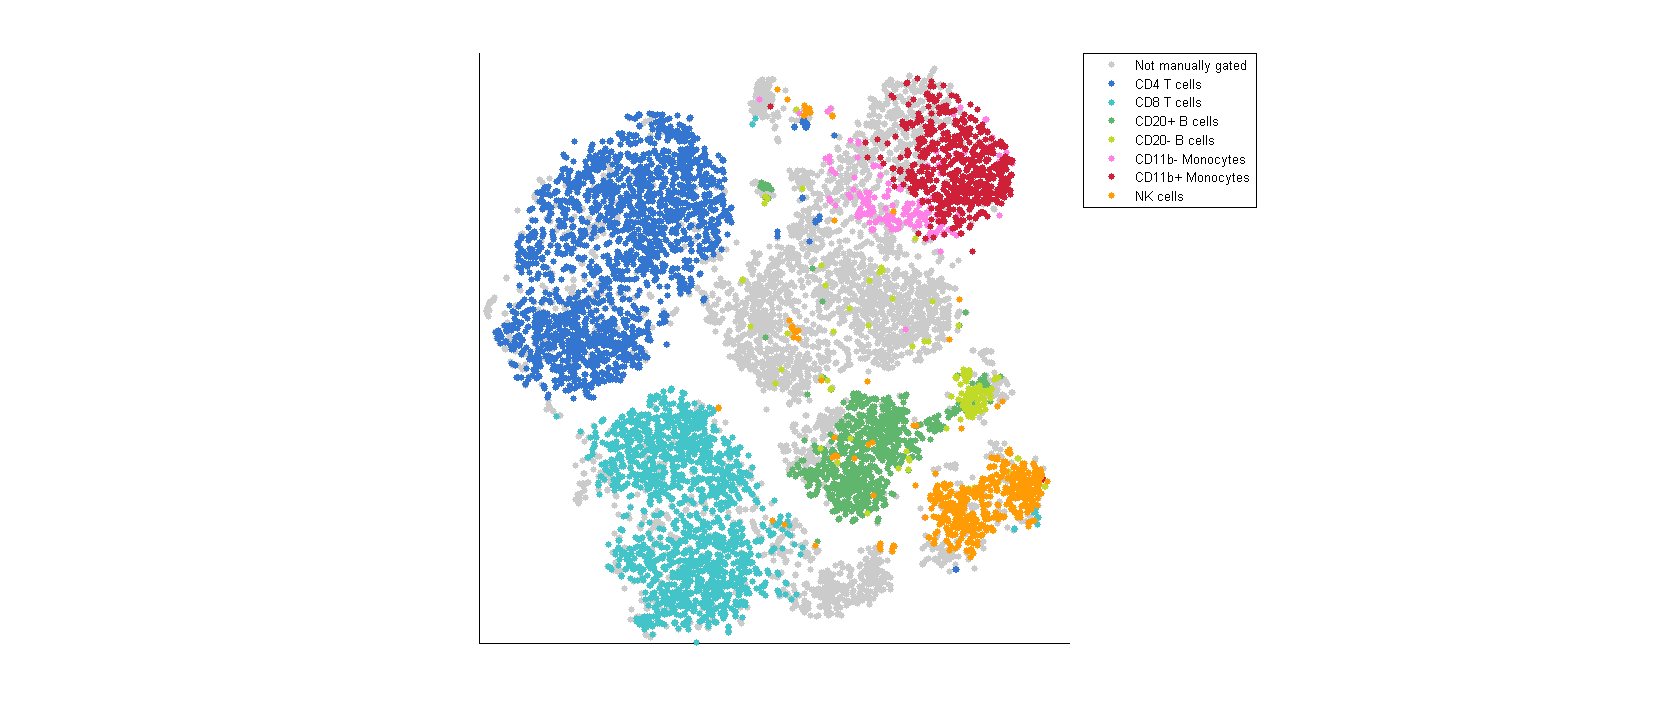 Not manually gated
CD4 T cells
CD8 T cells
CD20+ B cells
CD20- B cells
CD11b- Monocytes
CD11b+ Monocytes
NK cells